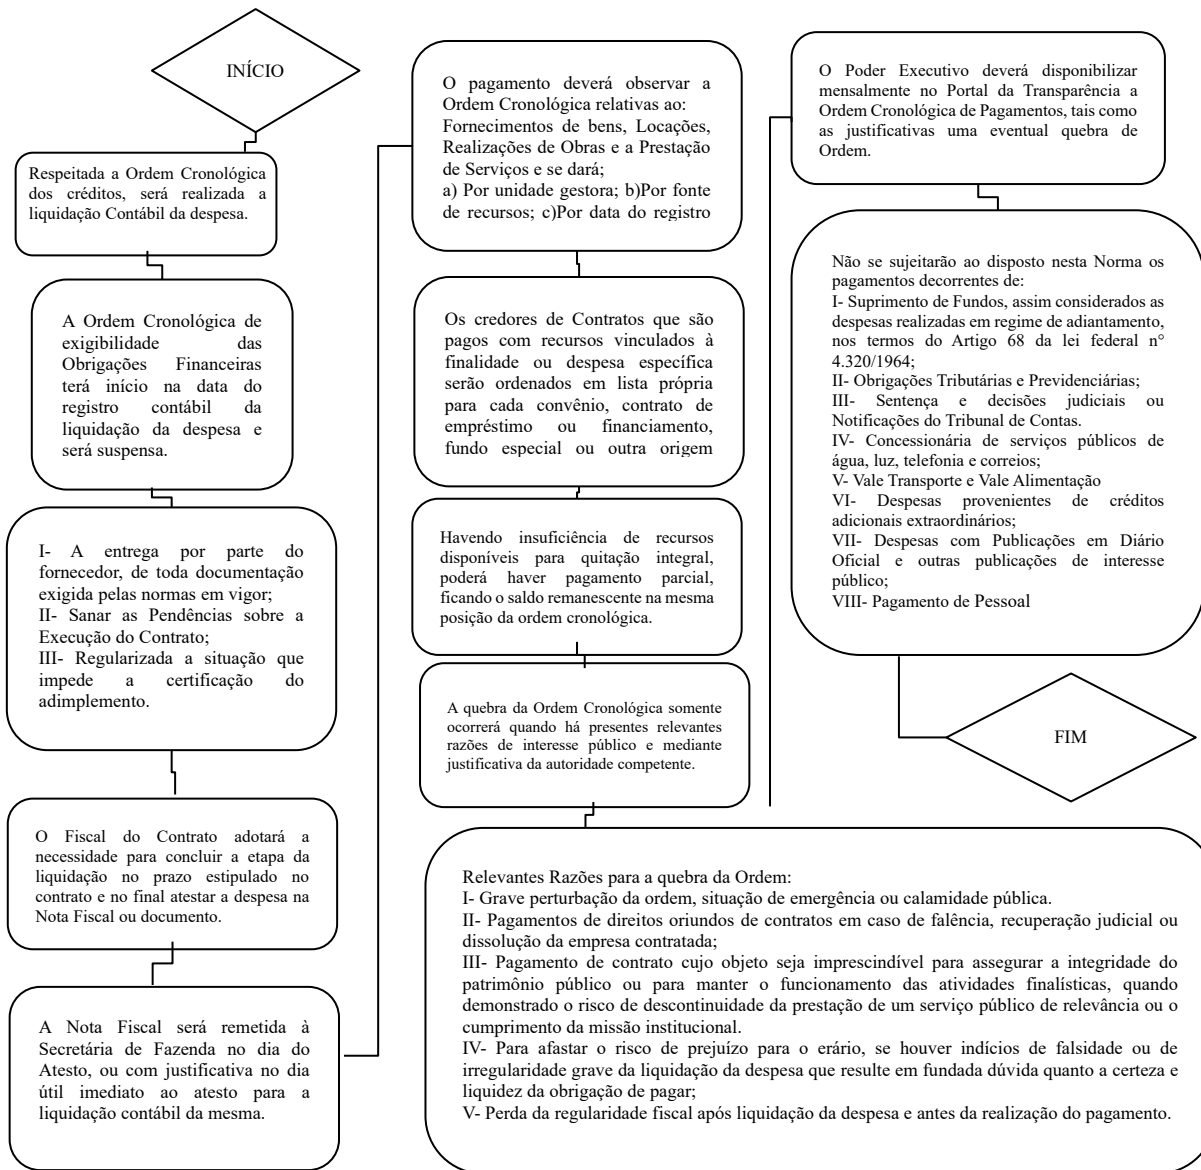 INÍCIO
Respeitada a Ordem Cronológica
dos créditos, será realizada a
liquidação Contábil da despesa.
A Ordem Cronológica de
exigibilidade das
Obrigações Financeiras
terá início na data do
registro contábil da
liquidação da despesa e
será suspensa.
I- A entrega por parte do
fornecedor, de toda documentação
exigida pelas normas em vigor;
II- Sanar as Pendências sobre a
Execução do Contrato;
III- Regularizada a situação que
impede a certificação do
adimplemento.
O Fiscal do Contrato adotará a
necessidade para concluir a etapa da
liquidação no prazo estipulado no
contrato e no final atestar a despesa na
Nota Fiscal ou documento.
A Nota Fiscal será remetida à
Secretária de Fazenda no dia do
Atesto, ou com justificativa no dia
útil imediato ao atesto para a
liquidação contábil da mesma.
O pagamento deverá observar a
Ordem Cronológica relativas ao:
Fornecimentos de bens, Locações,
Realizações de Obras e a Prestação
de Serviços e se dará;
a) Por unidade gestora; b)Por fonte
de recursos; c)Por data do registro
Os credores de Contratos que são
pagos com recursos vinculados à
finalidade ou despesa específica
serão ordenados em lista própria
para cada convênio, contrato de
empréstimo ou financiamento,
fundo especial ou outra origem
Havendo insuficiência de recursos
disponíveis para quitação integral,
poderá haver pagamento parcial,
ficando o saldo remanescente na mesma
posição da ordem cronológica.
A quebra da Ordem Cronológica somente
ocorrerá quando há presentes relevantes
razões de interesse público e mediante
justificativa da autoridade competente.
Relevantes Razões para a quebra da Ordem:
I- Grave perturbação da ordem, situação de emergência ou calamidade pública.
II- Pagamentos de direitos oriundos de contratos em caso de falência, recuperação judicial ou
dissolução da empresa contratada;
III- Pagamento de contrato cujo objeto seja imprescindível para assegurar a integridade do
patrimônio público ou para manter o funcionamento das atividades finalísticas, quando
demonstrado o risco de descontinuidade da prestação de um serviço público de relevância ou o
cumprimento da missão institucional.
IV- Para afastar o risco de prejuízo para o erário, se houver indícios de falsidade ou de
irregularidade grave da liquidação da despesa que resulte em fundada dúvida quanto a certeza e
liquidez da obrigação de pagar;
V- Perda da regularidade fiscal após liquidação da despesa e antes da realização do pagamento.
O Poder Executivo deverá disponibilizar
mensalmente no Portal da Transparência a
Ordem Cronológica de Pagamentos, tais como
as justificativas uma eventual quebra de
Ordem.
Não se sujeitarão ao disposto nesta Norma os
pagamentos decorrentes de:
I- Suprimento de Fundos, assim considerados as
despesas realizadas em regime de adiantamento,
nos termos do Artigo 68 da lei federal n°
4.320/1964;
II- Obrigações Tributárias e Previdenciárias;
III- Sentença e decisões judiciais ou
Notificações do Tribunal de Contas.
IV- Concessionária de serviços públicos de
água, luz, telefonia e correios;
V- Vale Transporte e Vale Alimentação
VI- Despesas provenientes de créditos
adicionais extraordinários;
VII- Despesas com Publicações em Diário
Oficial e outras publicações de interesse
público;
VIII- Pagamento de Pessoal
FIM